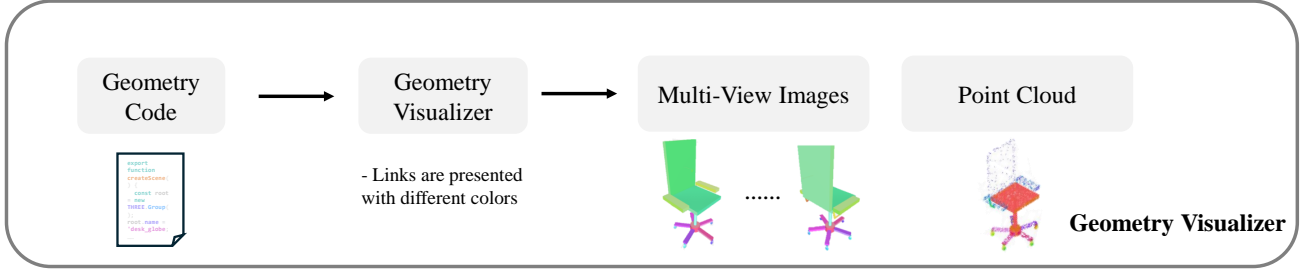 Geometry
Code
Geometry
Visualizer
Multi-View Images
Point Cloud
export
function
createScene(
) {
const root
= new
THREE.Group(
);
root.name =
'desk_globe;
- Links are presented
with different colors
......
Geometry Visualizer